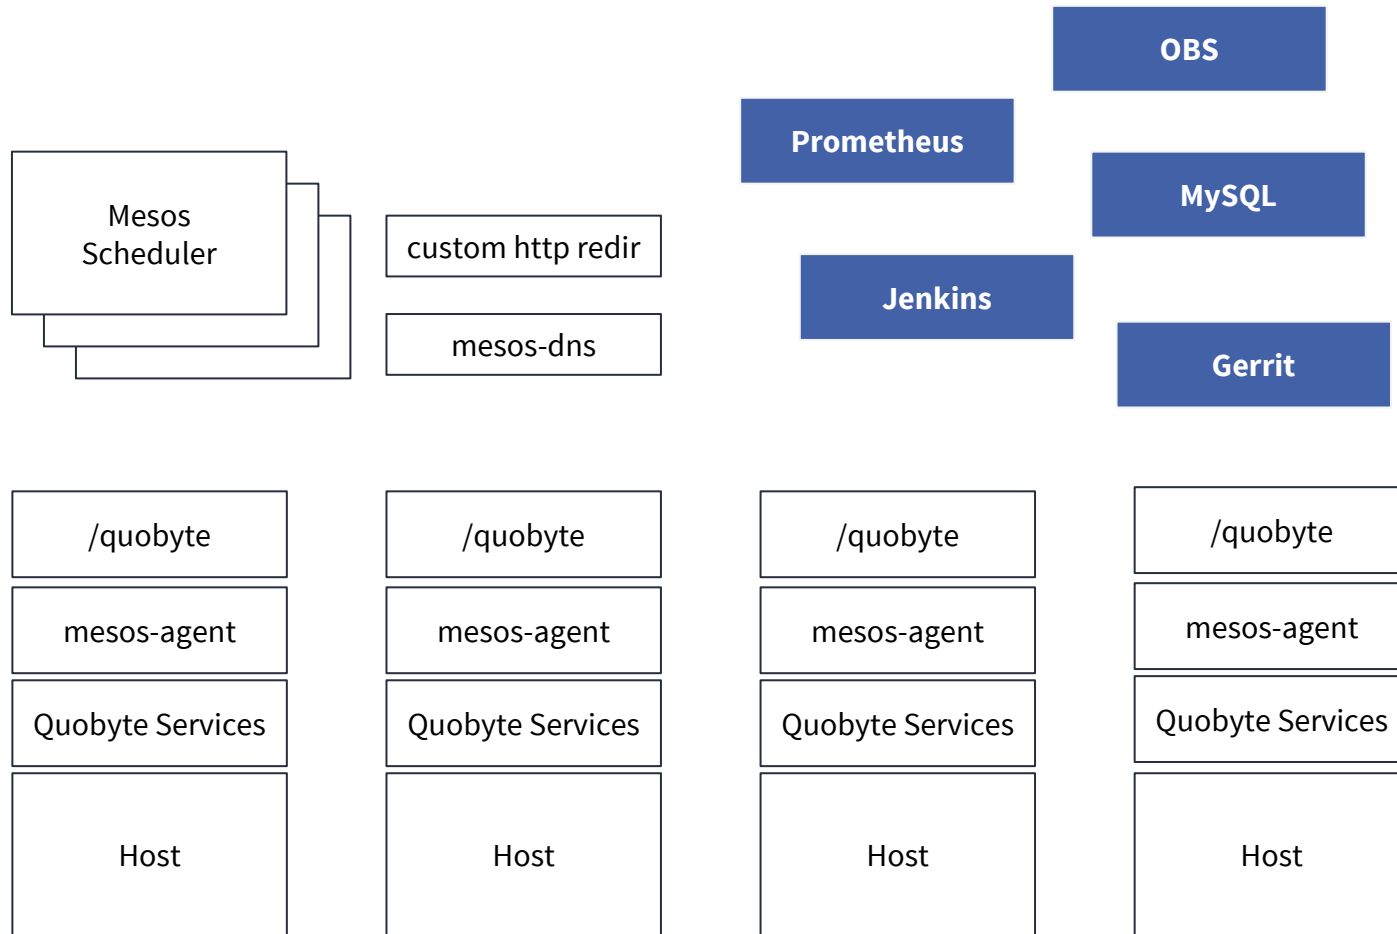 OBS
Prometheus
MySQL
Mesos
Scheduler
custom http redir
Jenkins
mesos-dns
Gerrit
/quobyte
/quobyte
/quobyte
/quobyte
mesos-agent
mesos-agent
mesos-agent
mesos-agent
Quobyte Services
Quobyte Services
Quobyte Services
Quobyte Services
Host
Host
Host
Host